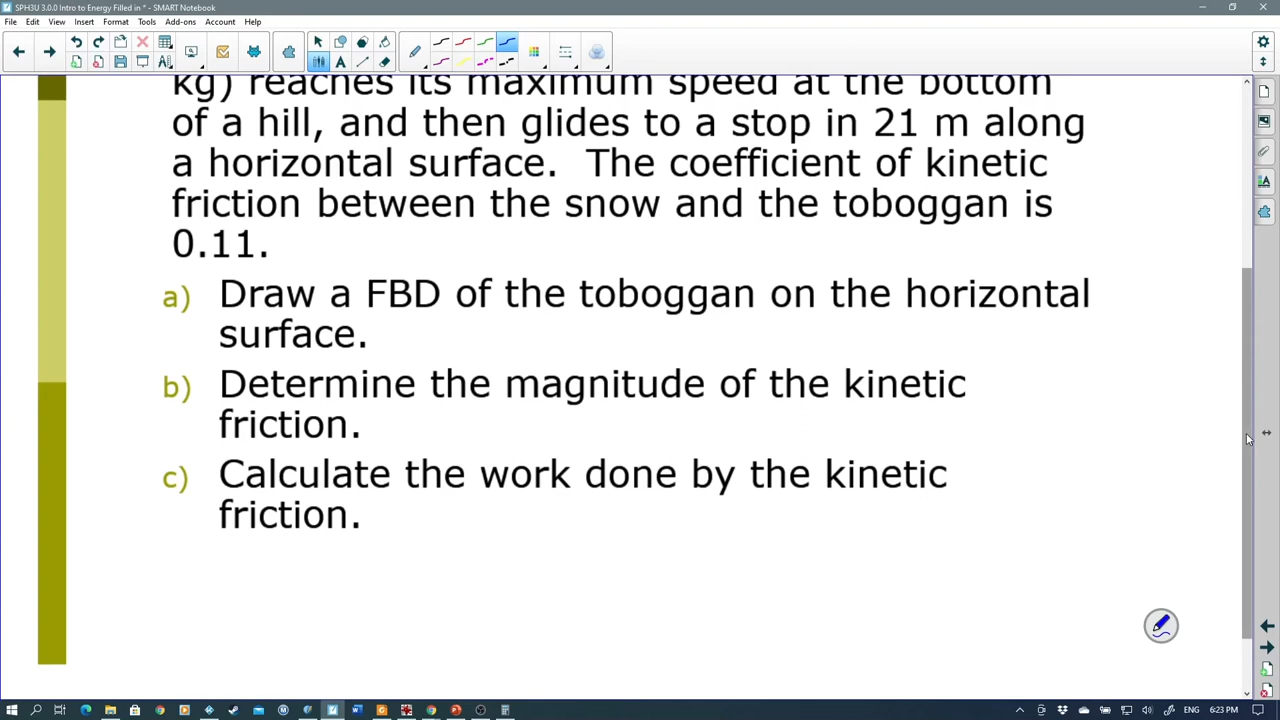 SPH3U 3.0.0 Intro to Energy Filled in * - SMART Notebook
File Edit View Insert Format Tools Add-ons Account Help
kg) reaches its maximum speed at the bottom
of a hill, and then glides to a stop in 21 m along
a horizontal surface. The coefficient of kinetic
friction between the snow and the toboggan is
0.11.
a) Draw a FBD of the toboggan on the horizontal
surface.
b) Determine the magnitude of the kinetic
friction.
c) Calculate the work done by the kinetic
friction.
ENG 6:23 PM